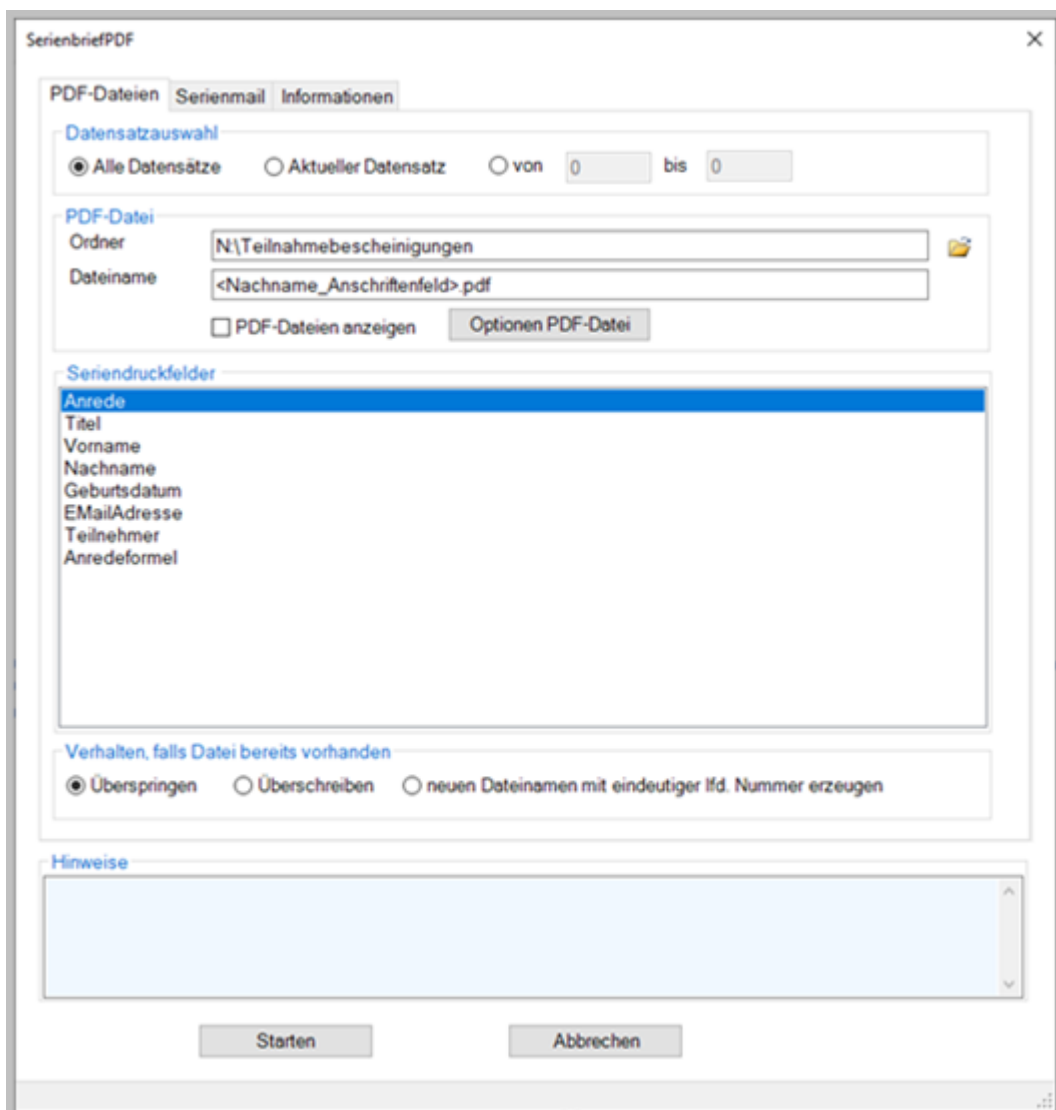 SerienbriefPDF
PDF-Dateien Serienmail Informationen
Datensatzauswahl
Alle Datensätze Aktueller Datensatz von 0 bis 0
PDF-Datei
Ordner N:\Teilnahmebescheinigungen
Dateiname <Nachname_Anschriftenfeld>.pdf
PDF-Dateien anzeigen Optionen PDF-Datei
Seriendruckfelder
Anrede
Titel
Vorname
Nachname
Geburtsdatum
EMailAdresse
Teilnehmer
Anredeformel
Verhalten, falls Datei bereits vorhanden
Überspringen Überschreiben neuen Dateinamen mit eindeutiger lfd. Nummer erzeugen
Hinweise
Starten Abbrechen